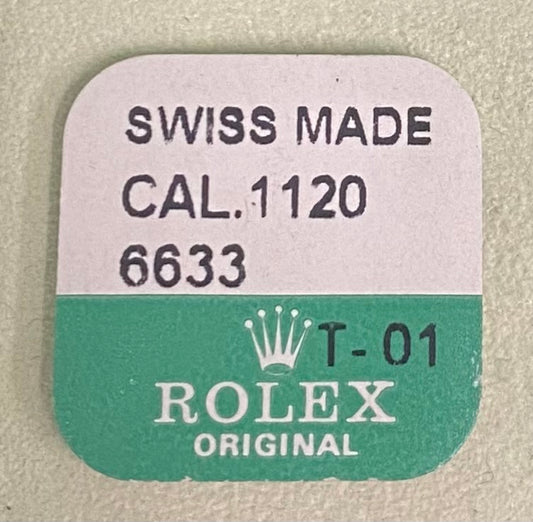 SWISS MADE
CAL.1120
6633
T-01
ROLEX
ORIGINAL